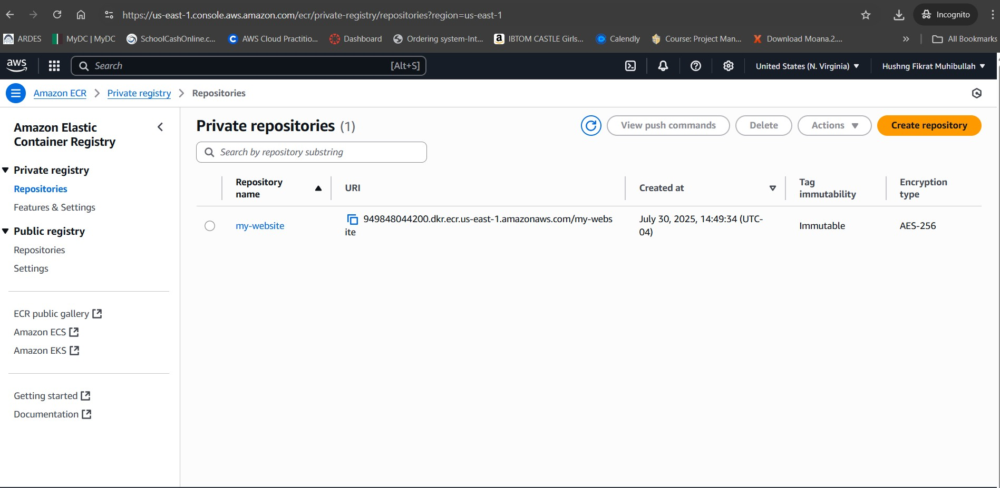 https://us-east-1.console.aws.amazon.com/ecr/private-registry/repositories?region=us-east-1
Incognito
ARDES
MyDC | MyDC
SchoolCashOnline.c...
AWS Cloud Practitio...
Dashboard
Ordering system-Int...
IBTOM CASTLE Girls...
Calendly
Course: Project Man...
Download Moana.2....
All Bookmarks
aws
Search
[Alt+S]
United States (N. Virginia)
Hushng Fikrat Muhibullah
Amazon ECR
Private registry
Repositories
Amazon Elastic
Container Registry
Private registry
Repositories
Features & Settings
Public registry
Repositories
Settings
ECR public gallery
Amazon ECS
Amazon EKS
Getting started
Documentation
Private repositories (1)
View push commands
Delete
Actions
Create repository
Search by repository substring
Repository
name
URI
Created at
Tag
immutability
Encryption
type
my-website
949848044200.dkr.ecr.us-east-1.amazonaws.com/my-webs
ite
July 30, 2025, 14:49:34 (UTC-
04)
Immutable
AES-256